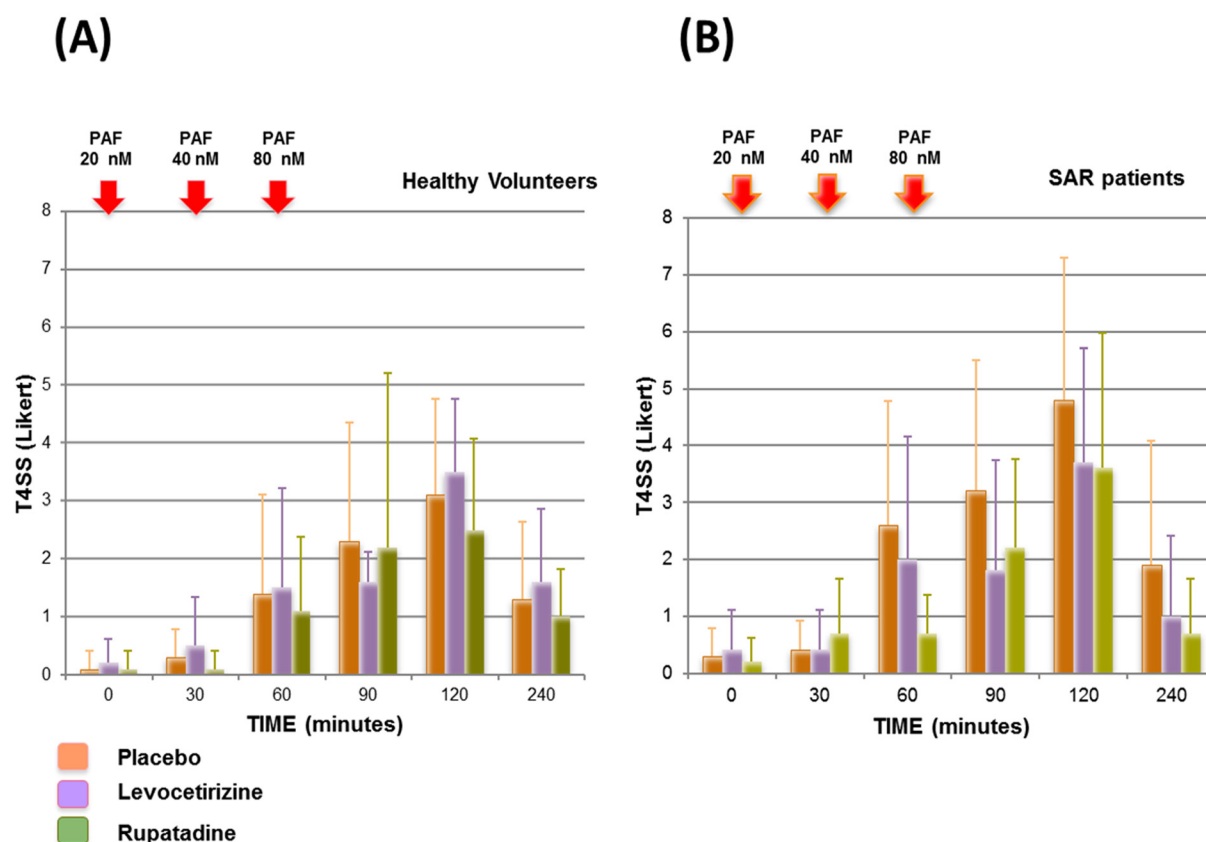 (A)
PAF
20 nM
PAF
40 nM
PAF
80 nM
Healthy Volunteers
8
7
6
5
4
3
2
1
0
T4SS (Likert)
0 30 60 90 120 240
TIME (minutes)
(B)
PAF
20 nM
PAF
40 nM
PAF
80 nM
SAR patients
8
7
6
5
4
3
2
1
0
T4SS (Likert)
0 30 60 90 120 240
TIME (minutes)
Placebo
Levocetirizine
Rupatadine